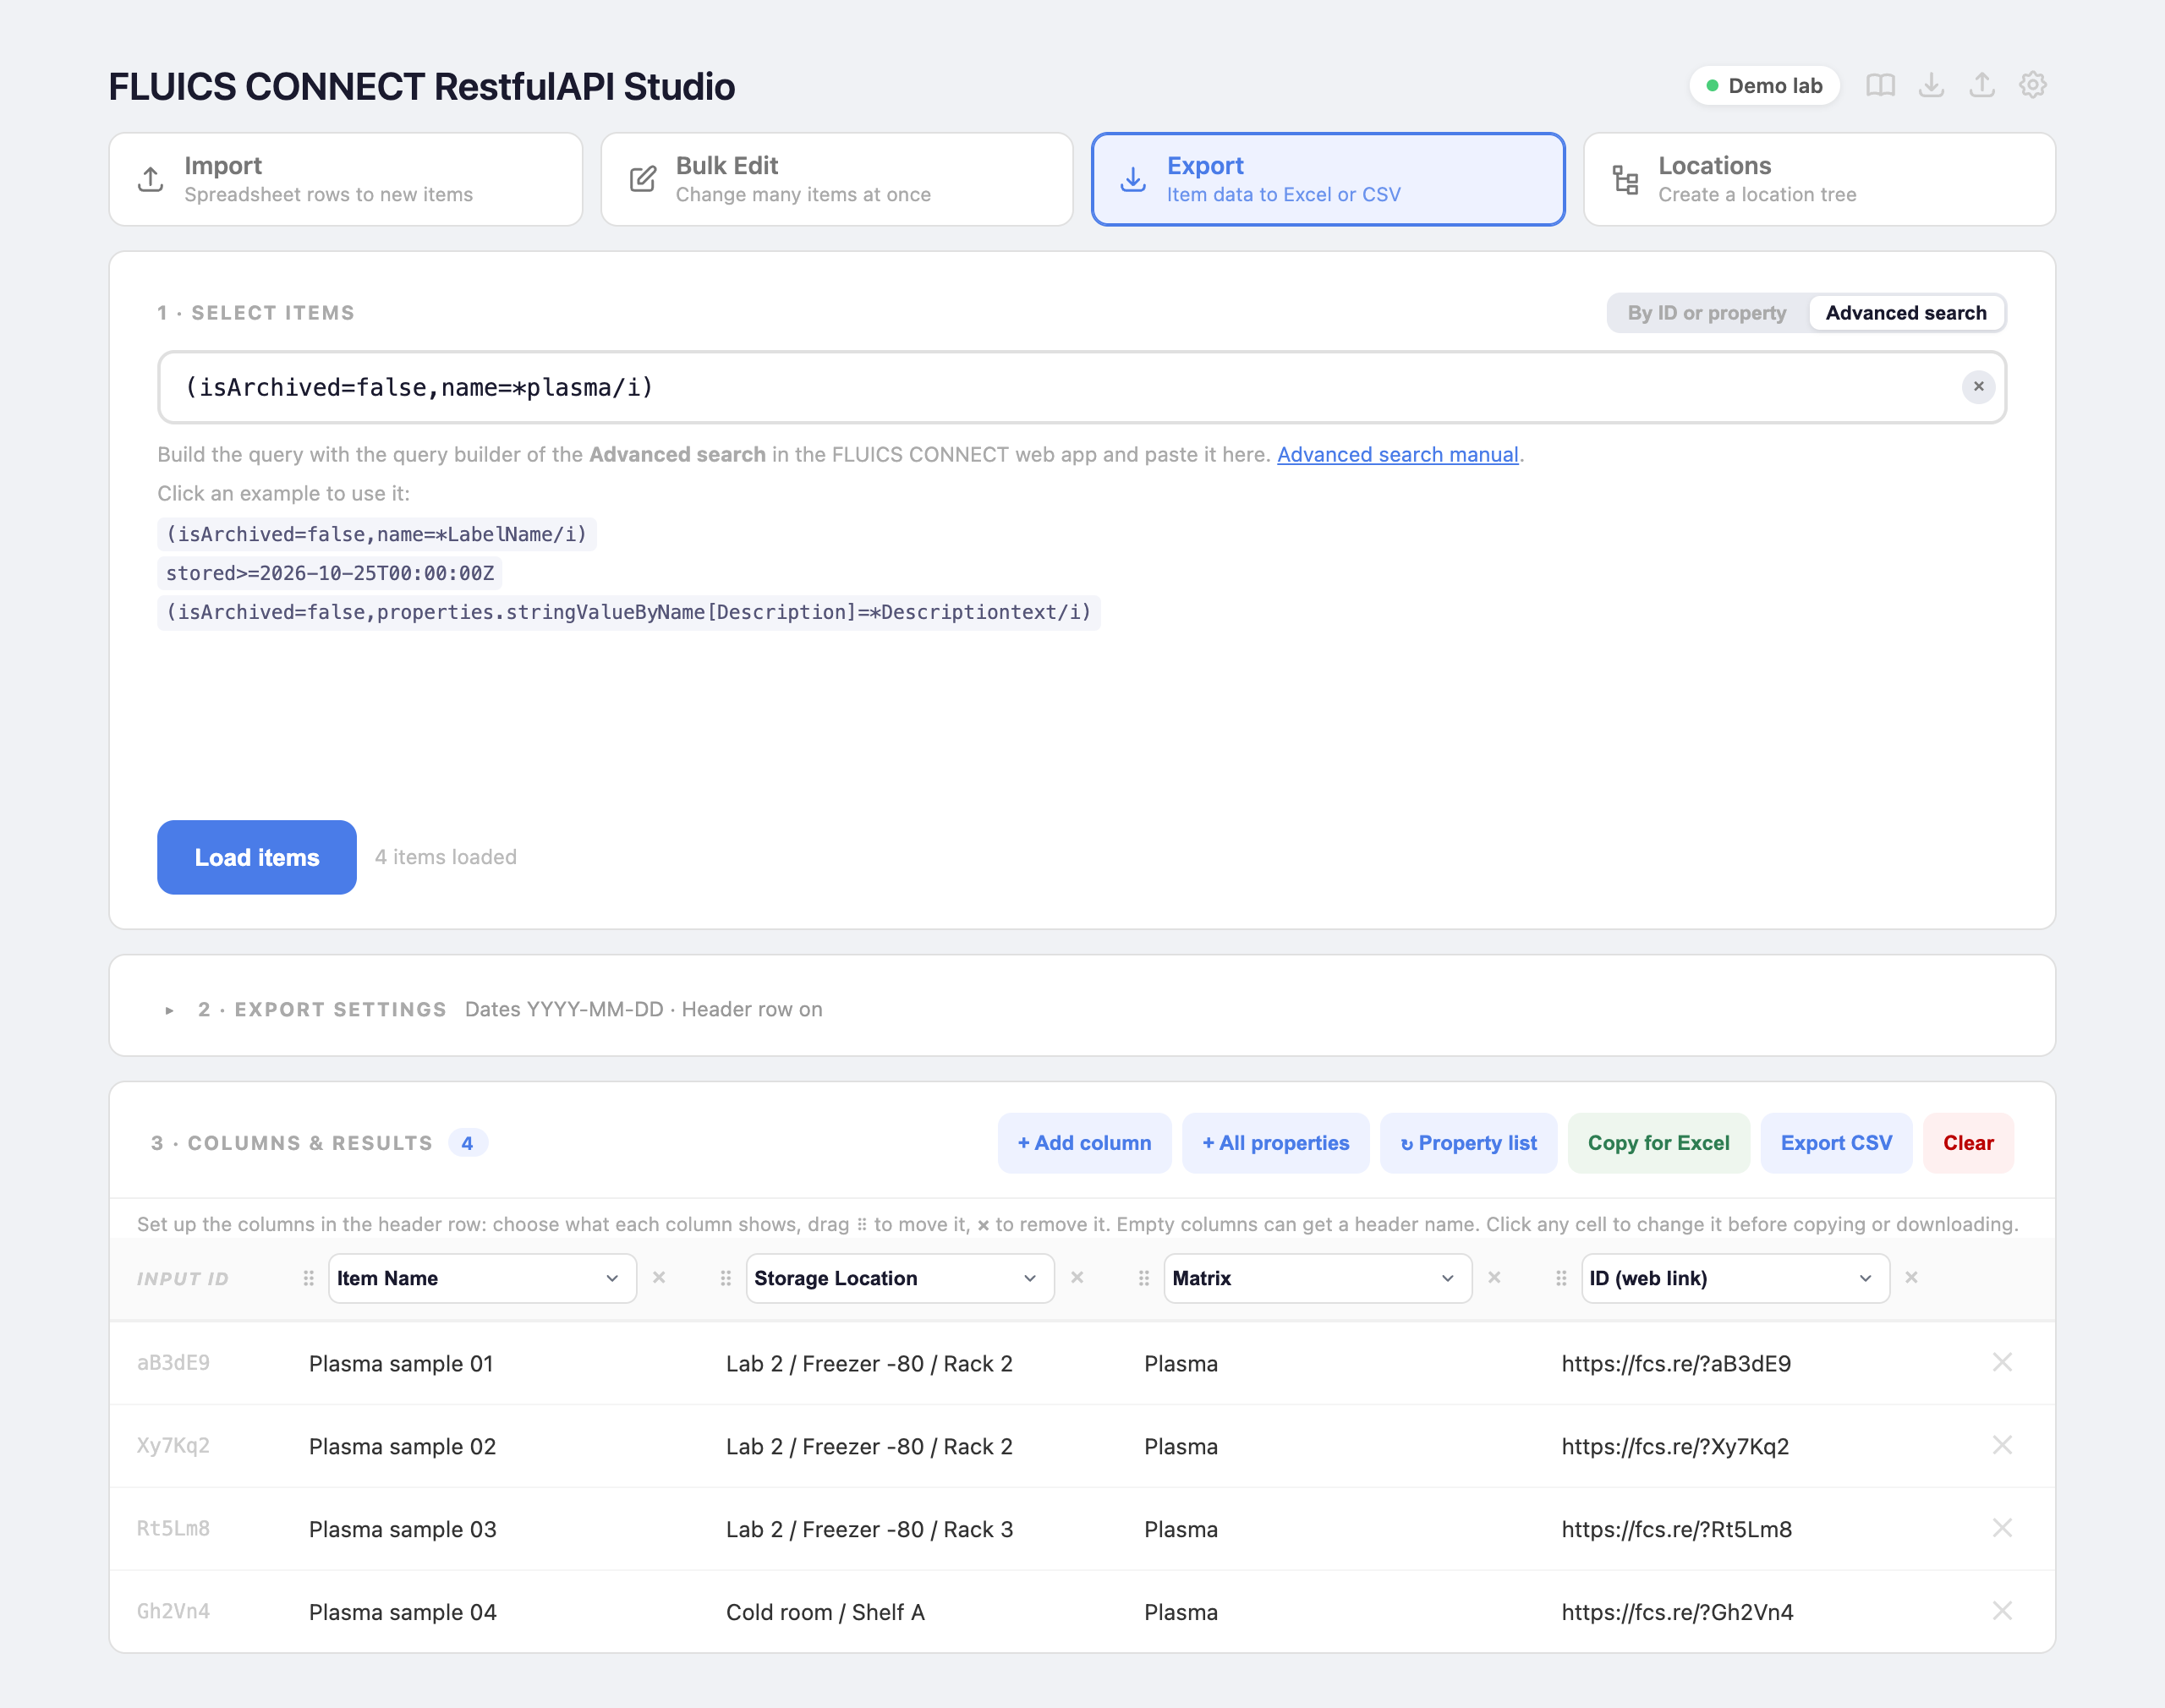 FLUICS CONNECT RestfulAPI Studio
Demo lab
Import
Spreadsheet rows to new items
Bulk Edit
Change many items at once
Export
Item data to Excel or CSV
Locations
Create a location tree
1 · SELECT ITEMS
By ID or property
Advanced search
(isArchived=false,name=*plasma/i)
Build the query with the query builder of the Advanced search in the FLUICS CONNECT web app and paste it here. Advanced search manual.
Click an example to use it:
(isArchived=false,name=*LabelName/i)
stored>=2026-10-25T00:00:00Z
(isArchived=false,properties.stringValueByName[Description]=*Descriptiontext/i)
Load items
4 items loaded
2 · EXPORT SETTINGS Dates YYYY-MM-DD · Header row on
3 · COLUMNS & RESULTS 4
+ Add column
+ All properties
↻ Property list
Copy for Excel
Export CSV
Clear
Set up the columns in the header row: choose what each column shows, drag ⠿ to move it, × to remove it. Empty columns can get a header name. Click any cell to change it before copying or downloading.
INPUT ID Item Name Storage Location Matrix ID (web link)
aB3dE9 Plasma sample 01 Lab 2 / Freezer -80 / Rack 2 Plasma https://fcs.re/?aB3dE9
Xy7Kq2 Plasma sample 02 Lab 2 / Freezer -80 / Rack 2 Plasma https://fcs.re/?Xy7Kq2
Rt5Lm8 Plasma sample 03 Lab 2 / Freezer -80 / Rack 3 Plasma https://fcs.re/?Rt5Lm8
Gh2Vn4 Plasma sample 04 Cold room / Shelf A Plasma https://fcs.re/?Gh2Vn4